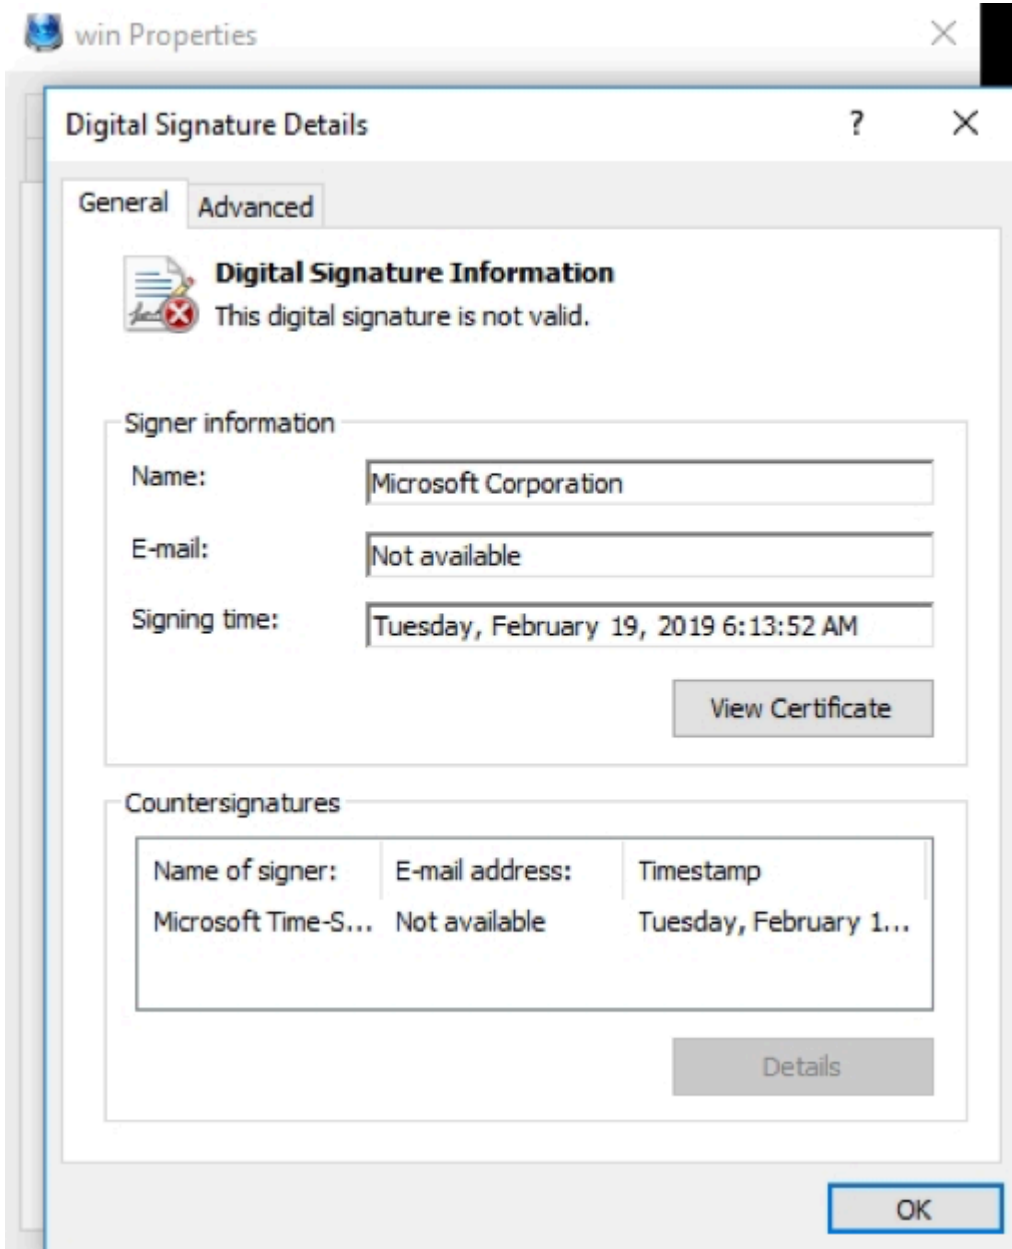 win Properties
Digital Signature Details
?
General
Advanced
Digital Signature Information
This digital signature is not valid.
Signer information
Name:
Microsoft Corporation
E-mail:
Not available
Signing time:
Tuesday, February 19, 2019 6:13:52 AM
View Certificate
Countersignatures
Name of signer: E-mail address: Timestamp
Microsoft Time-S... Not available Tuesday, February 1...
Details
OK